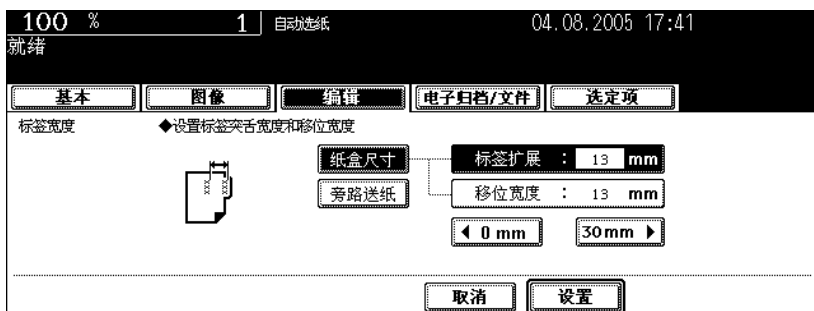 100 % 1 自动选纸 04.08.2005 17:41
就绪
基本 图像 编辑 电子归档/文件 选定项
标签宽度 ◆设置标签突舌宽度和移位宽度
纸盒尺寸 标签扩展 : 13 mm
旁路送纸 移位宽度 : 13 mm
◀ 0 mm 30 mm ▶
取消 设置